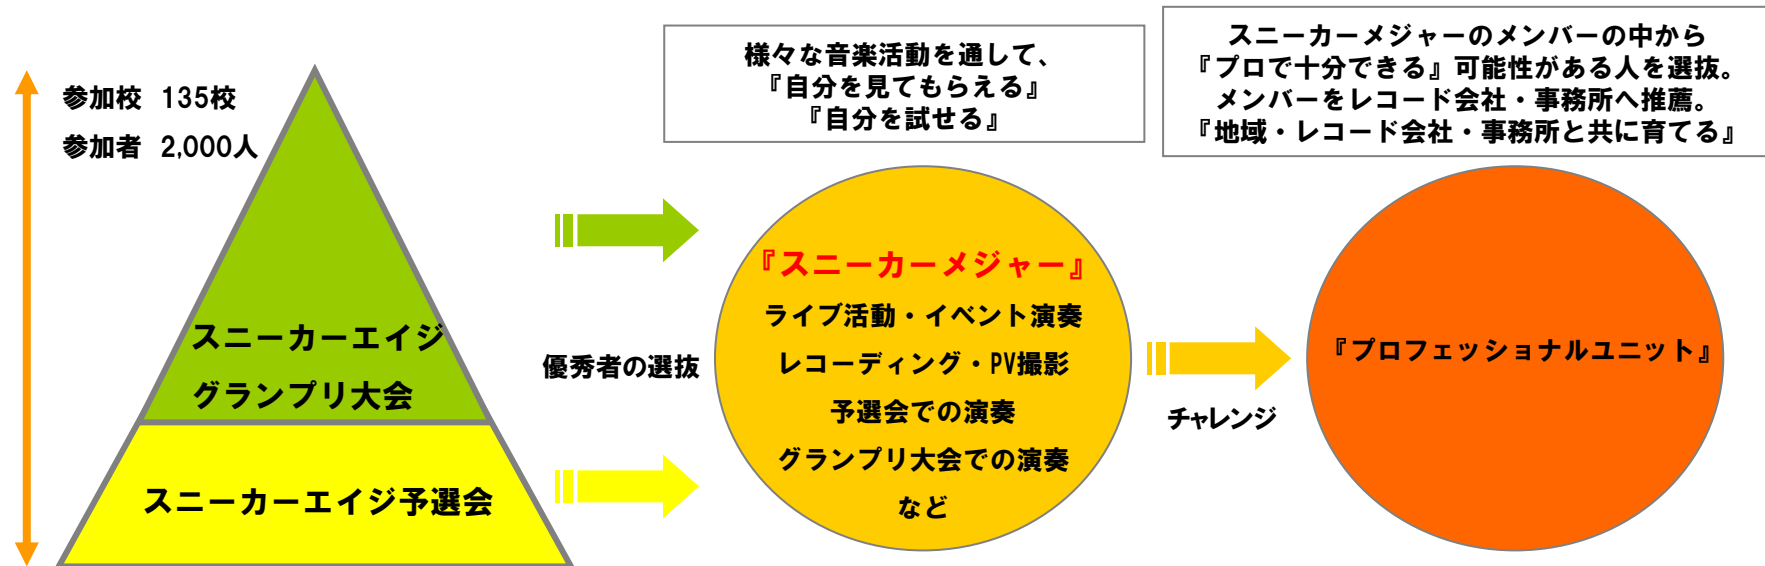 参加校 135校
参加者 2,000人
スニーカーエイジ
グランプリ大会
スニーカーエイジ予選会
優秀者の選抜
様々な音楽活動を通して、
『自分を見てもらえる』
『自分を試せる』
『スニーカーメジャー』
ライブ活動・イベント演奏
レコーディング・PV撮影
予選会での演奏
グランプリ大会での演奏
など
チャレンジ
スニーカーメジャーのメンバーの中から
『プロで十分できる』可能性がある人を選抜。
メンバーをレコード会社・事務所へ推薦。
『地域・レコード会社・事務所と共に育てる』
『プロフェッショナルユニット』